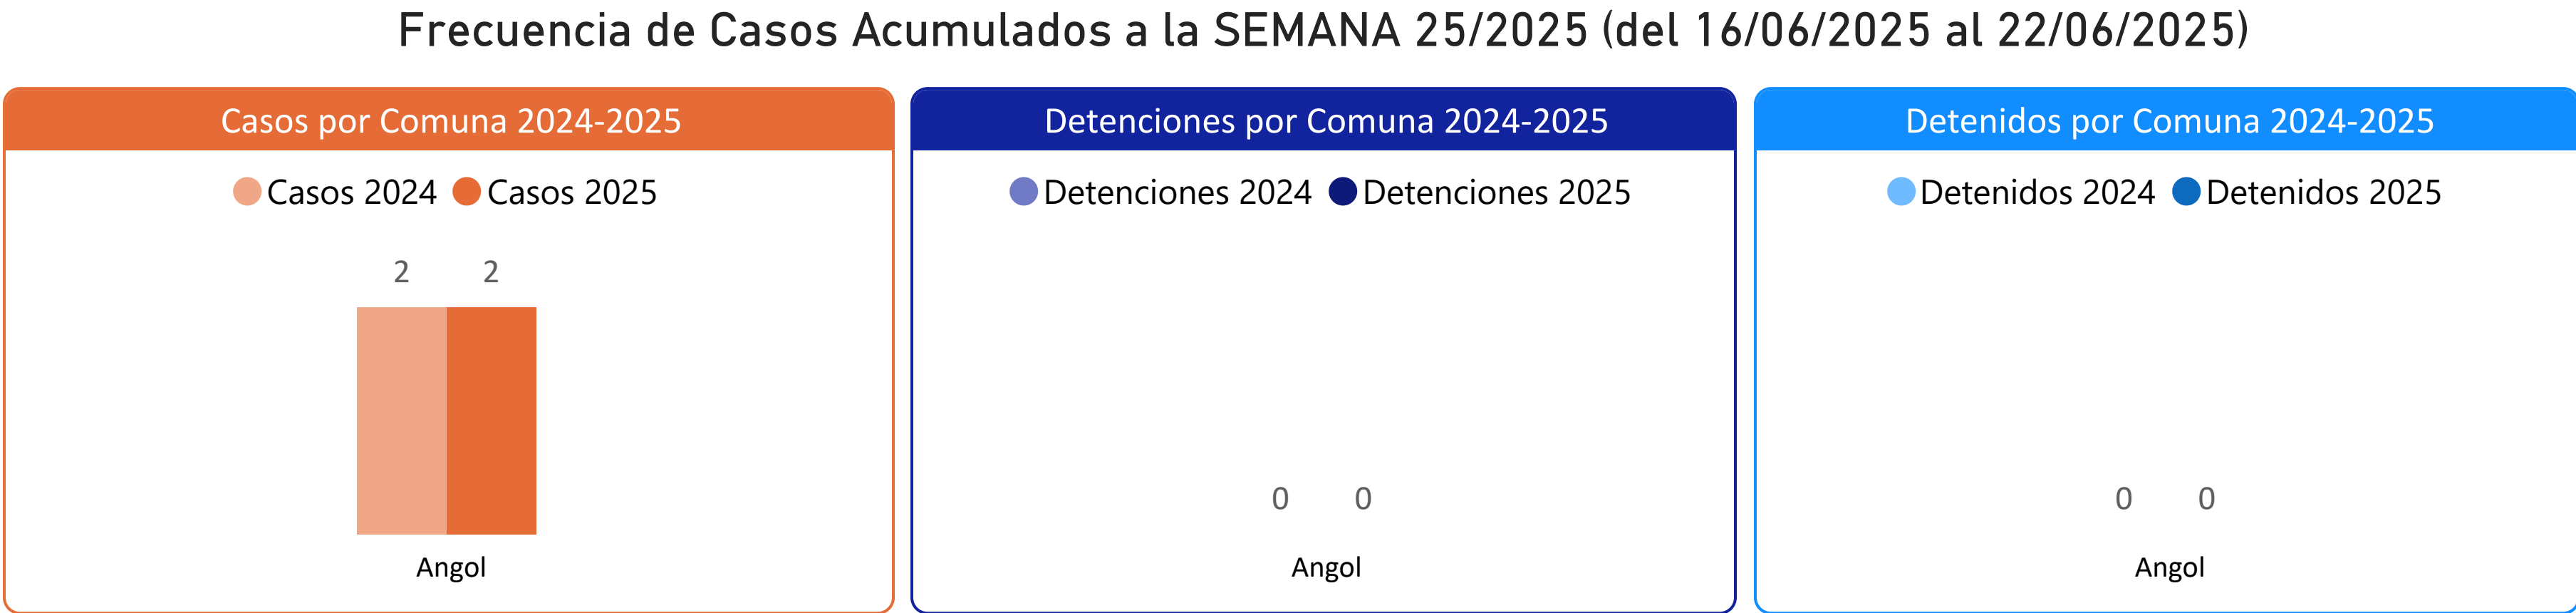 Frecuencia de Casos Acumulados a la SEMANA 25/2025 (del 16/06/2025 al 22/06/2025)
Casos por Comuna 2024-2025
Casos 2024 Casos 2025
2 2
Angol
Detenciones por Comuna 2024-2025
Detenciones 2024 Detenciones 2025
0 0
Angol
Detenidos por Comuna 2024-2025
Detenidos 2024 Detenidos 2025
0 0
Angol